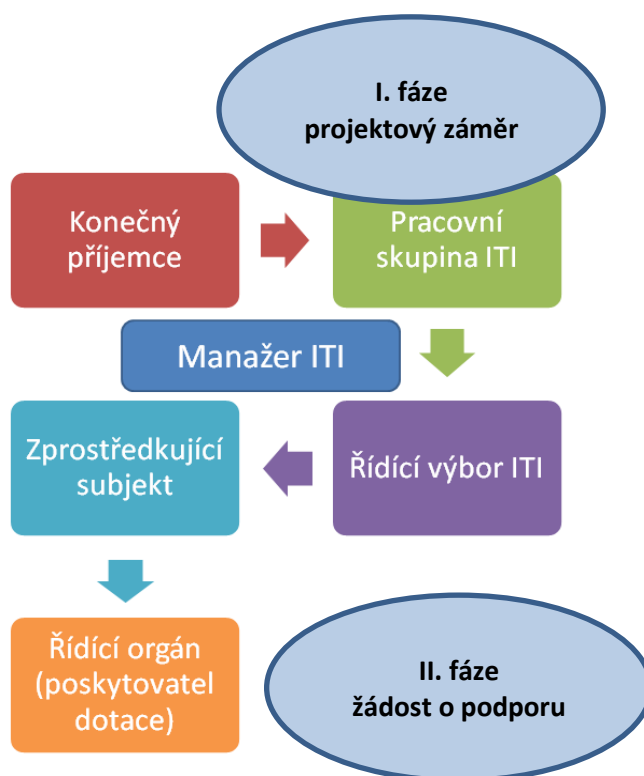 I. fáze
projektový záměr
Konečný
příjemce
Pracovní
skupina ITI
Manažer ITI
Zprostředkující
subjekt
Řídící výbor ITI
Řídící orgán
(poskytovatel
dotace)
II. fáze
žádost o podporu